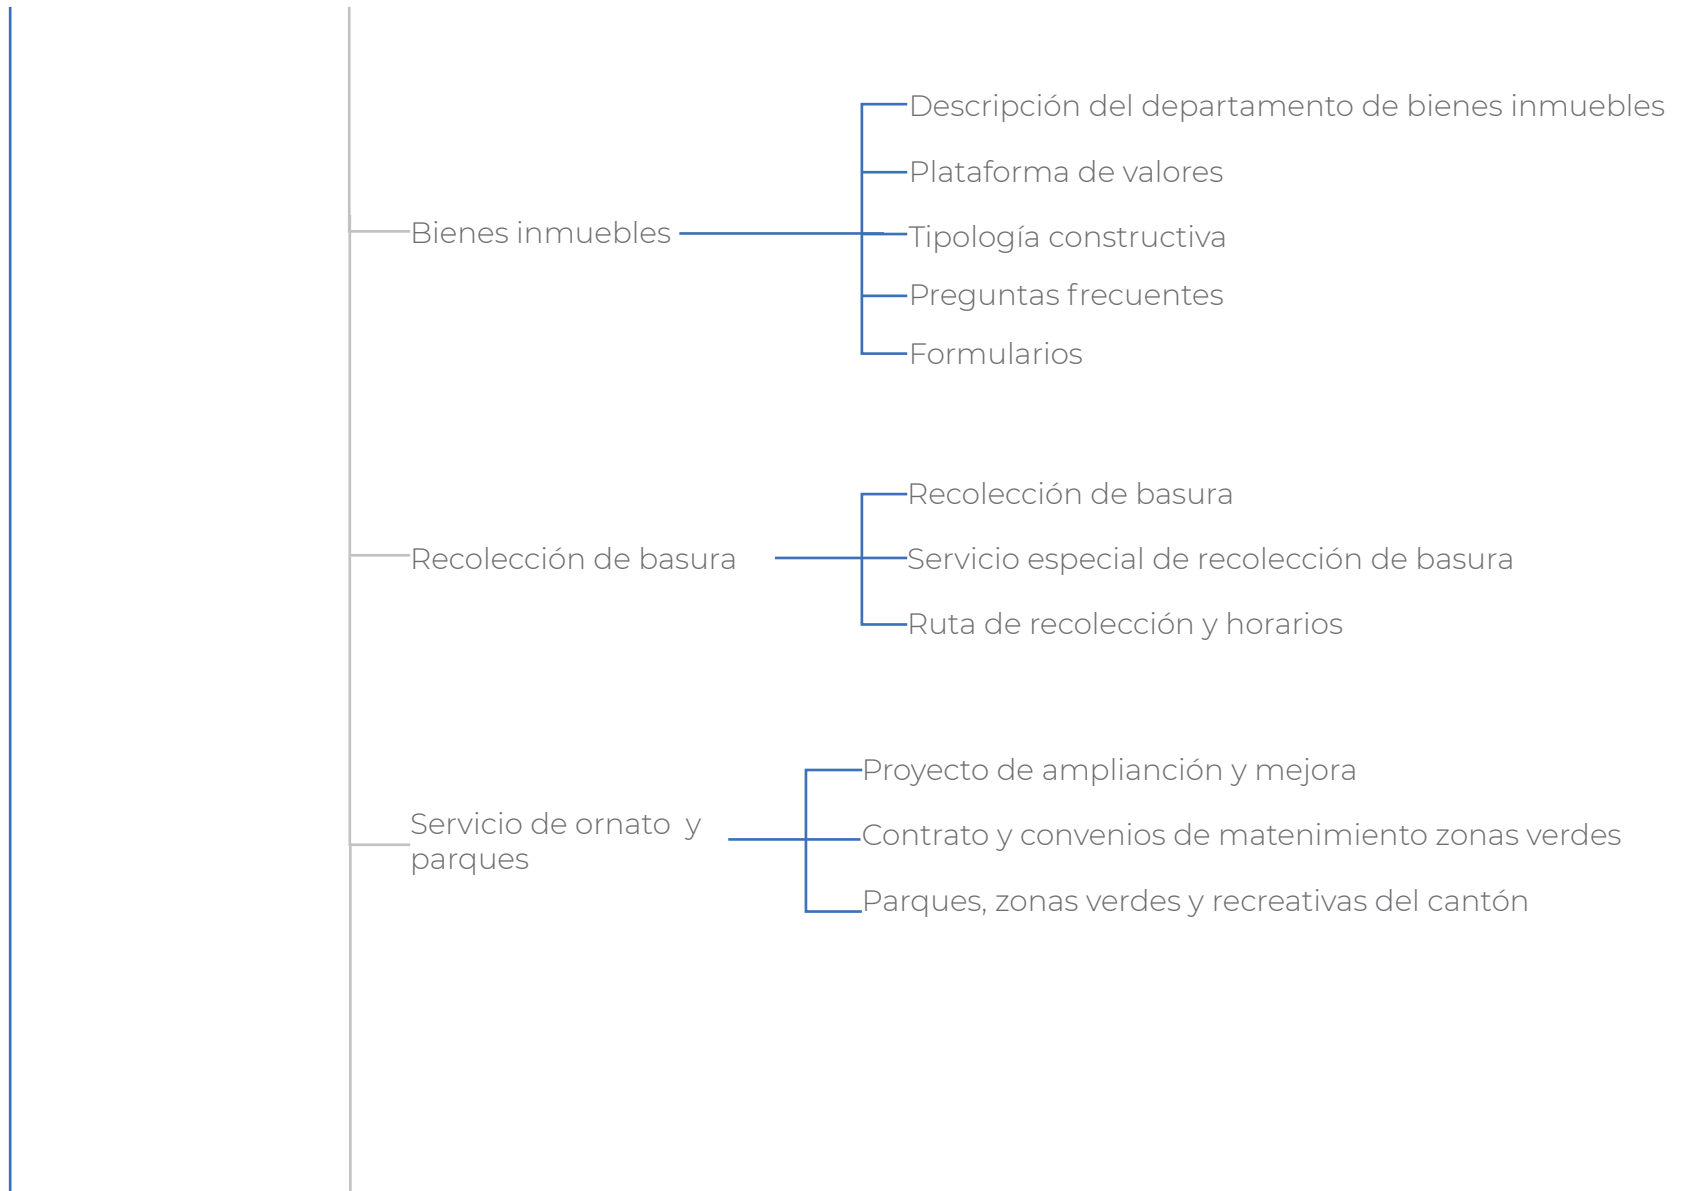 Bienes inmuebles
Descripción del departamento de bienes inmuebles
Plataforma de valores
Tipología constructiva
Preguntas frecuentes
Formularios
Recolección de basura
Recolección de basura
Servicio especial de recolección de basura
Ruta de recolección y horarios
Servicio de ornato y
parques
Proyecto de amplianción y mejora
Contrato y convenios de matenimiento zonas verdes
Parques, zonas verdes y recreativas del cantón